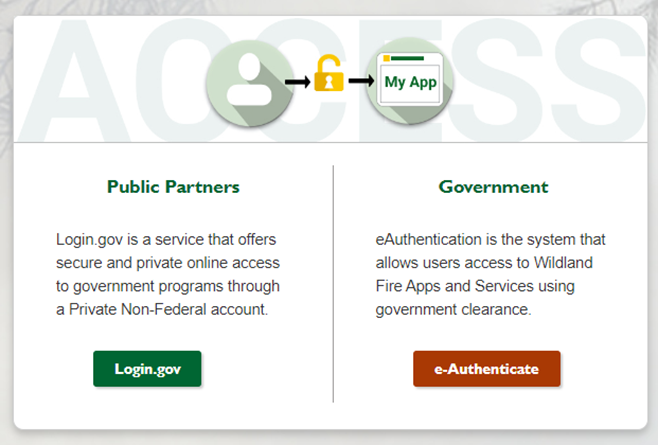 ACCESS
My App
Public Partners
Login.gov is a service that offers
secure and private online access
to government programs through
a Private Non-Federal account.
Login.gov
Government
eAuthentication is the system that
allows users access to Wildland
Fire Apps and Services using
government clearance.
e-Authenticate